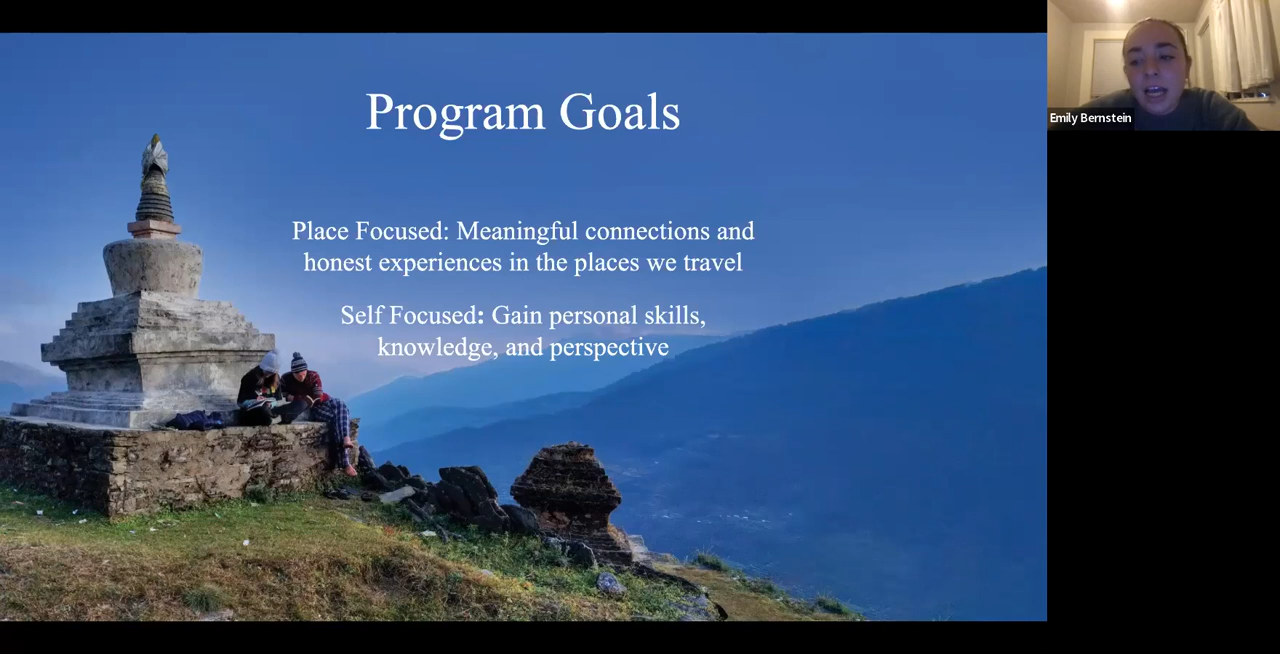 Program Goals
Place Focused: Meaningful connections and
honest experiences in the places we travel
Self Focused: Gain personal skills,
knowledge, and perspective
Emily Bernstein